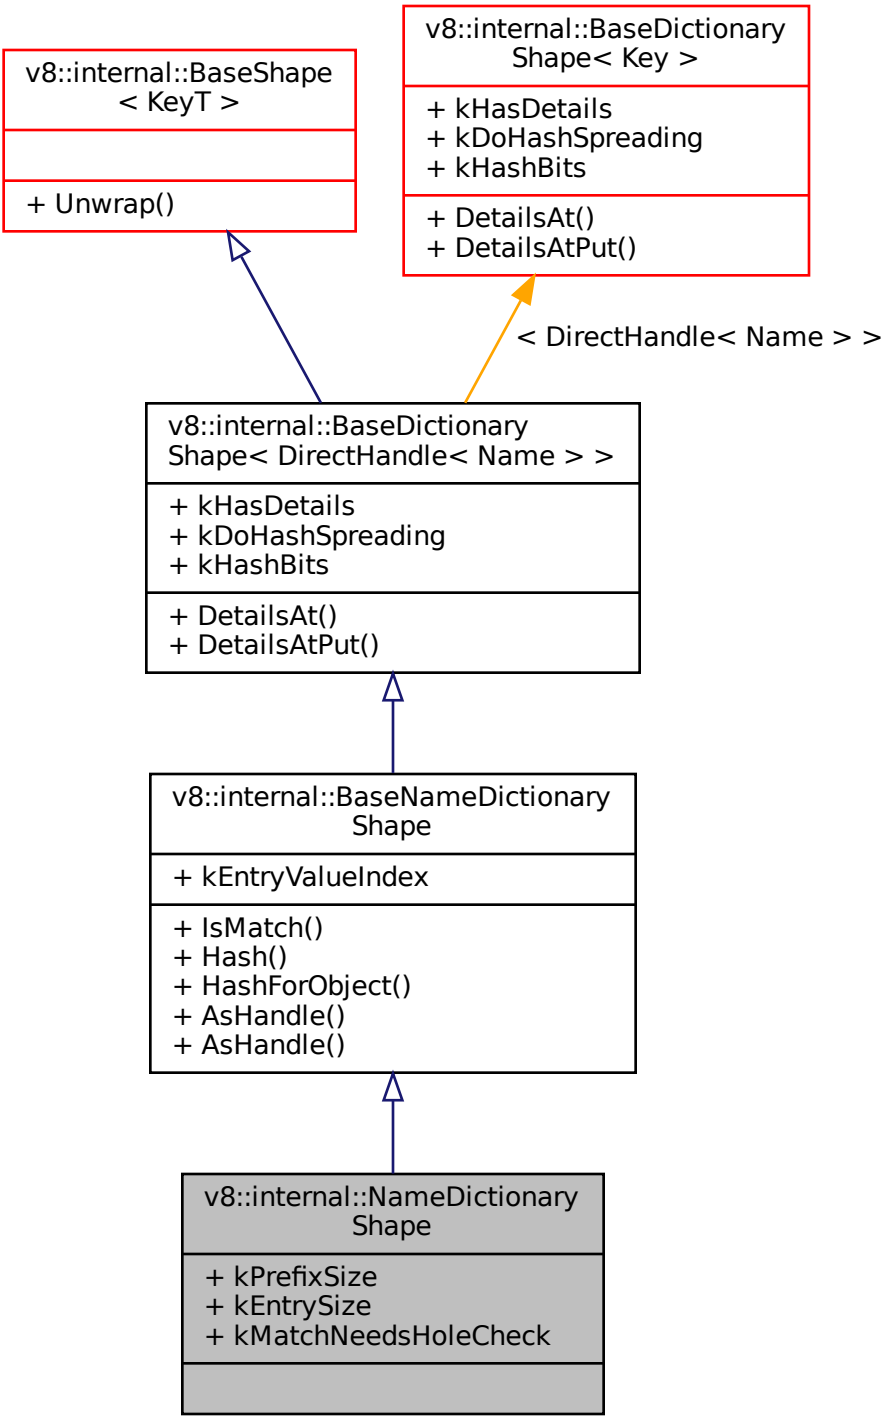 v8::internal::BaseShape
< KeyT >
+ Unwrap()
v8::internal::BaseDictionary
Shape< Key >
+ kHasDetails
+ kDoHashSpreading
+ kHashBits
+ DetailsAt()
+ DetailsAtPut()
< DirectHandle< Name > >
v8::internal::BaseDictionary
Shape< DirectHandle< Name > >
+ kHasDetails
+ kDoHashSpreading
+ kHashBits
+ DetailsAt()
+ DetailsAtPut()
v8::internal::BaseNameDictionary
Shape
+ kEntryValueIndex
+ IsMatch()
+ Hash()
+ HashForObject()
+ AsHandle()
+ AsHandle()
v8::internal::NameDictionary
Shape
+ kPrefixSize
+ kEntrySize
+ kMatchNeedsHoleCheck